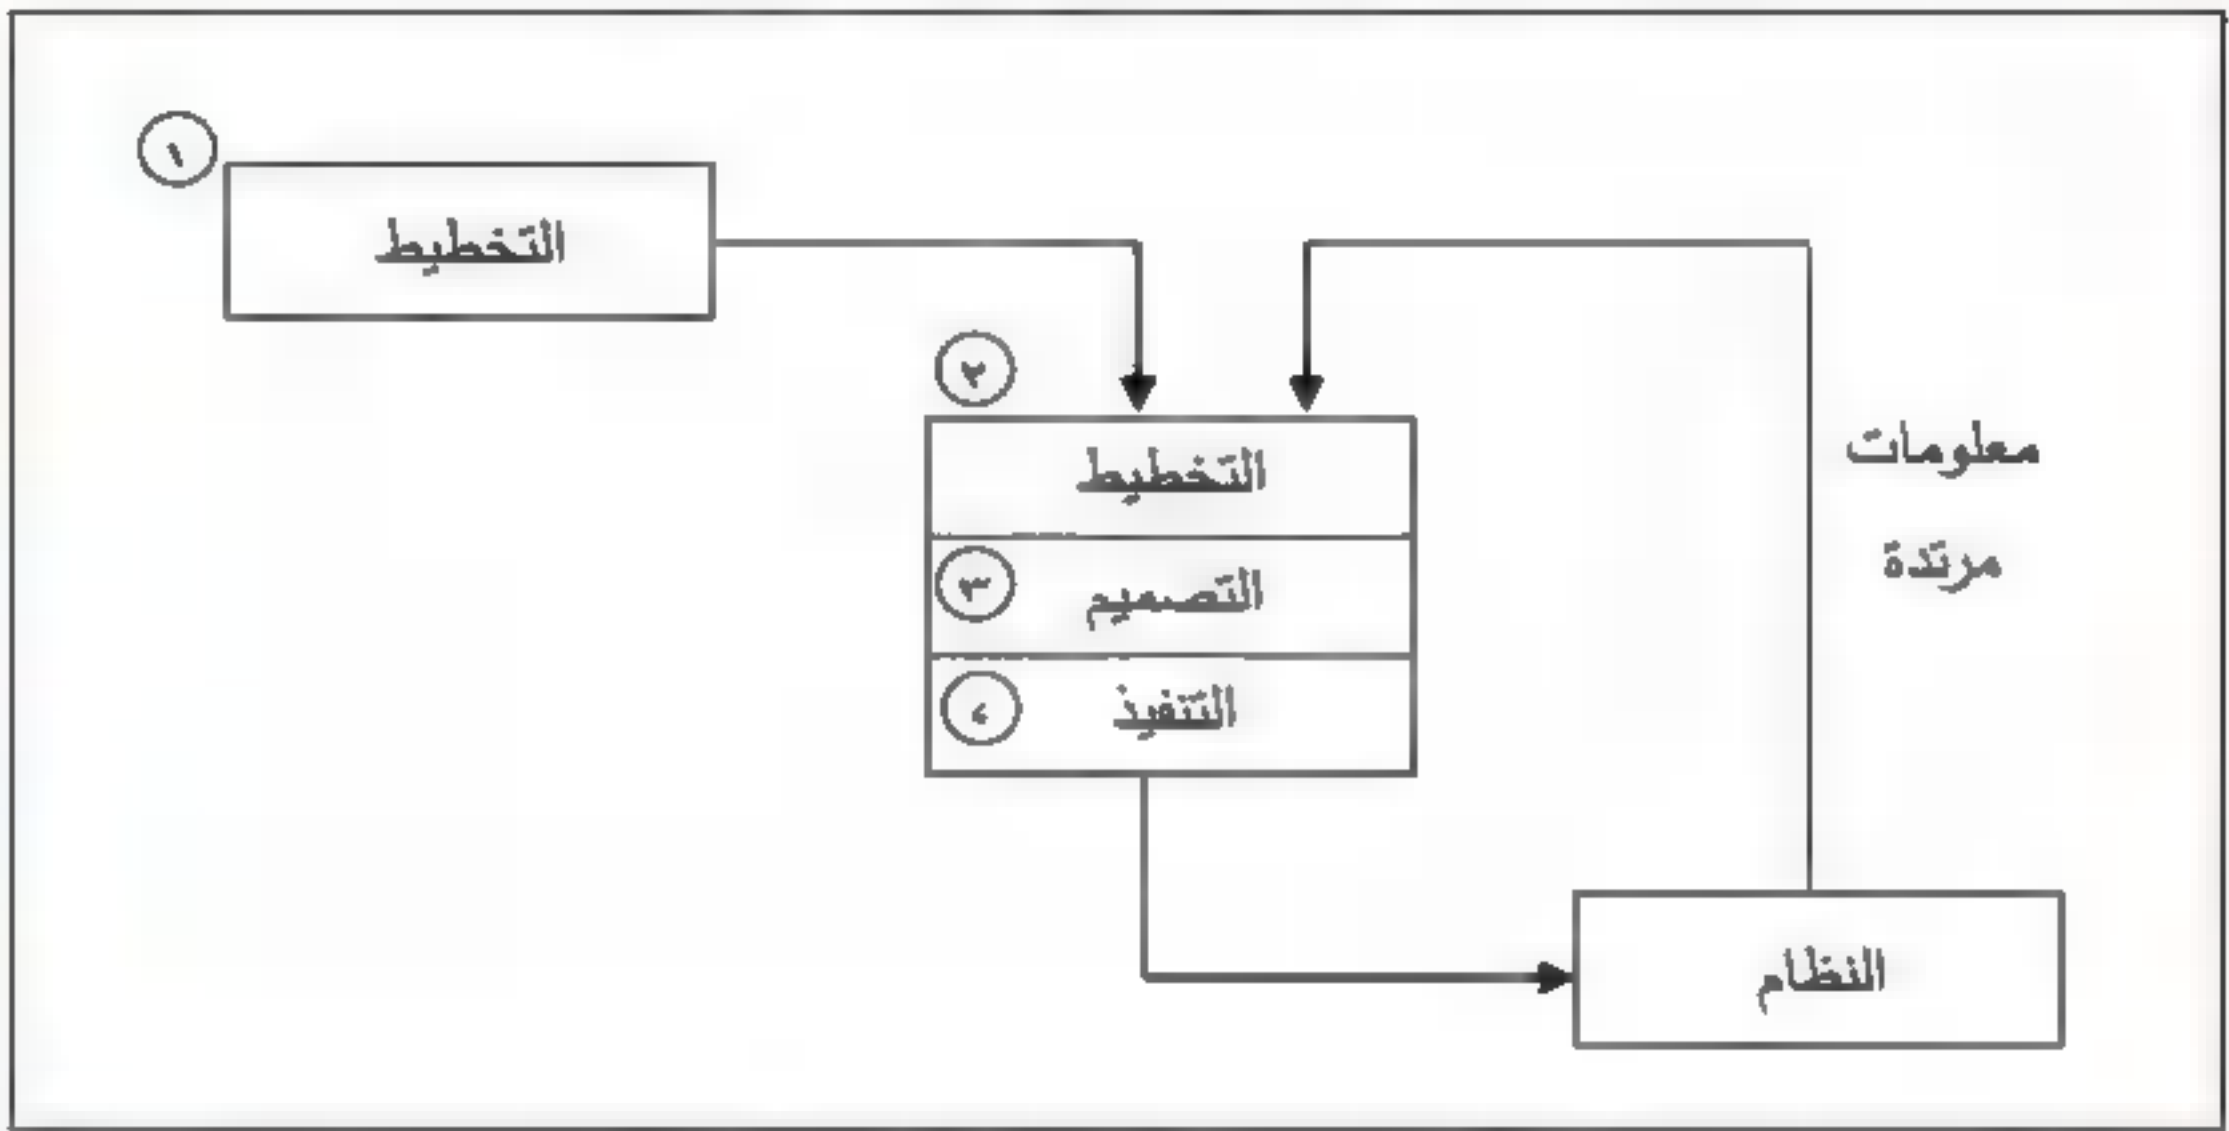 ١
التخطيط
٢
التخطيط
٣
التصميم
٤
التنفيذ
معلومات
مرتدة
النظام